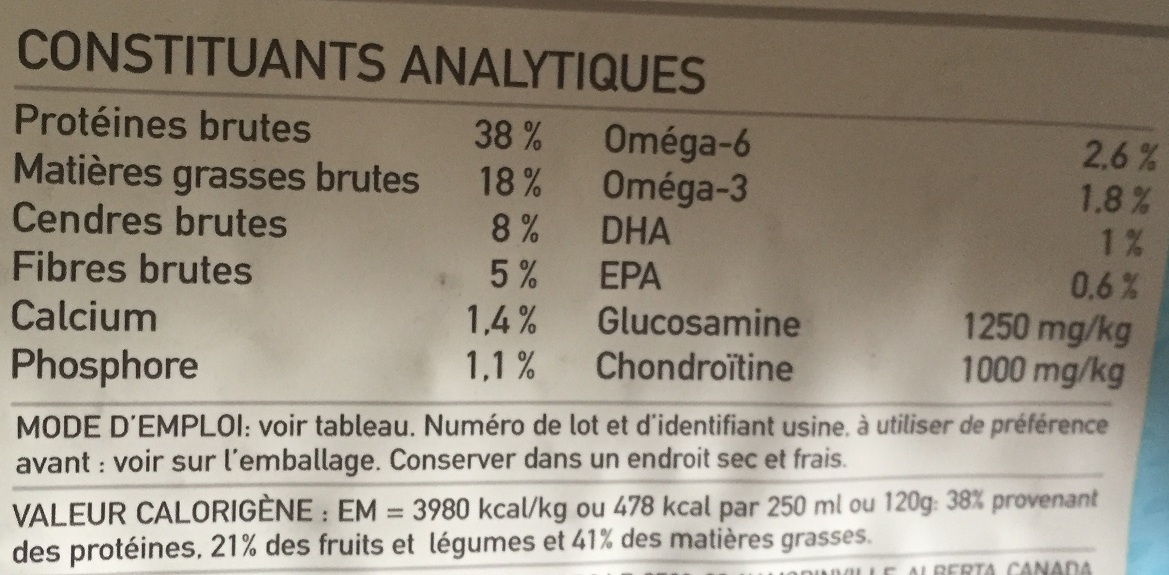 CONSTITUANTS ANALYTIQUES
Protéines brutes 38 % Oméga-6 2,6 %
Matières grasses brutes 18 % Oméga-3 1,8 %
Cendres brutes 8 % DHA 1 %
Fibres brutes 5 % EPA 0,6 %
Calcium 1,4 % Glucosamine 1250 mg/kg
Phosphore 1,1 % Chondroïtine 1000 mg/kg
MODE D'EMPLOI: voir tableau. Numéro de lot et d'identifiant usine, à utiliser de préférence
avant : voir sur l'emballage. Conserver dans un endroit sec et frais.
VALEUR CALORIGÈNE : EM = 3980 kcal/kg ou 478 kcal par 250 ml ou 120g: 38% provenant
des protéines, 21% des fruits et légumes et 41% des matières grasses.
ALBERTA CANADA